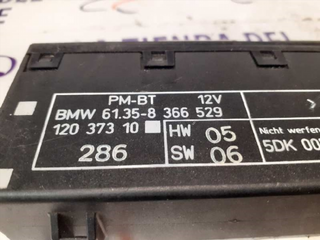 PM-BT 12V
BMW 61.35-8 366 529 >
120 373 10 HW 05 Nicht werfen
286 SW 06 5DK 00